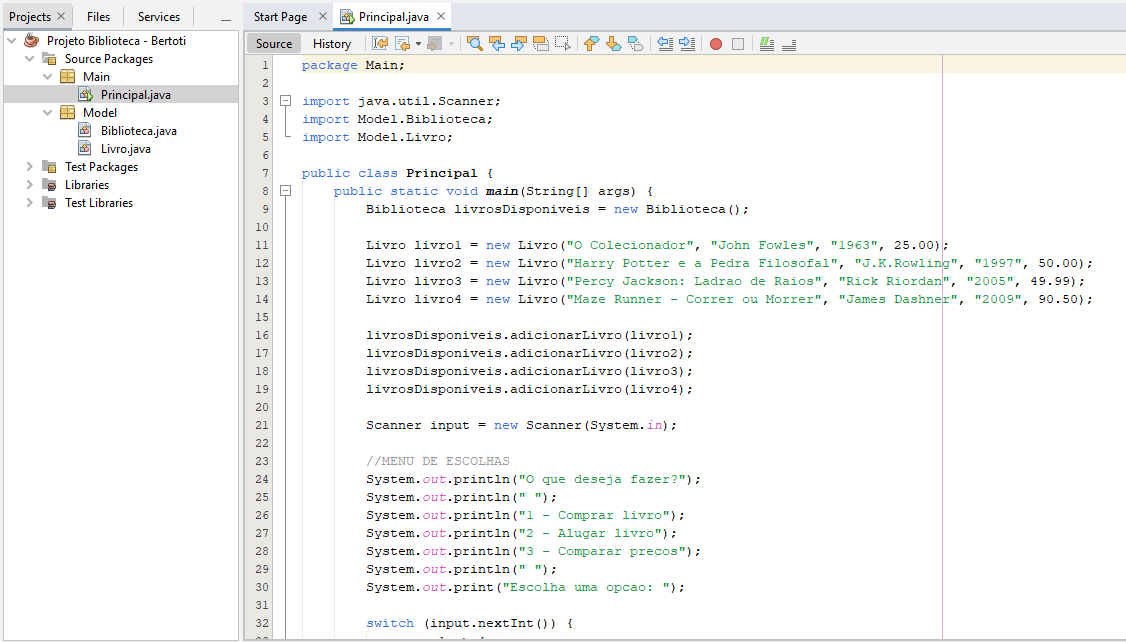 Projects Files Services
Projeto Biblioteca - Bertoti
Source Packages
Main
Principal.java
Model
Biblioteca.java
Livro.java
Test Packages
Libraries
Test Libraries
Start Page Principal.java
Source History
1 package Main;
2
3 import java.util.Scanner;
4 import Model.Biblioteca;
5 import Model.Livro;
6
7 public class Principal {
8 public static void main(String[] args) {
9 Biblioteca livrosDisponiveis = new Biblioteca();
10
11 Livro livro1 = new Livro("O Colecionador", "John Fowles", "1963", 25.00);
12 Livro livro2 = new Livro("Harry Potter e a Pedra Filosofal", "J.K.Rowling", "1997", 50.00);
13 Livro livro3 = new Livro("Percy Jackson: Ladrao de Raios", "Rick Riordan", "2005", 49.99);
14 Livro livro4 = new Livro("Maze Runner - Correr ou Morrer", "James Dashner", "2009", 90.50);
15
16 livrosDisponiveis.adicionarLivro(livro1);
17 livrosDisponiveis.adicionarLivro(livro2);
18 livrosDisponiveis.adicionarLivro(livro3);
19 livrosDisponiveis.adicionarLivro(livro4);
20
21 Scanner input = new Scanner(System.in);
22
23 //MENU DE ESCOLHAS
24 System.out.println("O que deseja fazer?");
25 System.out.println(" ");
26 System.out.println("1 - Comprar livro");
27 System.out.println("2 - Alugar livro");
28 System.out.println("3 - Comparar precos");
29 System.out.println(" ");
30 System.out.print("Escolha uma opcao: ");
31
32 switch (input.nextInt()) {